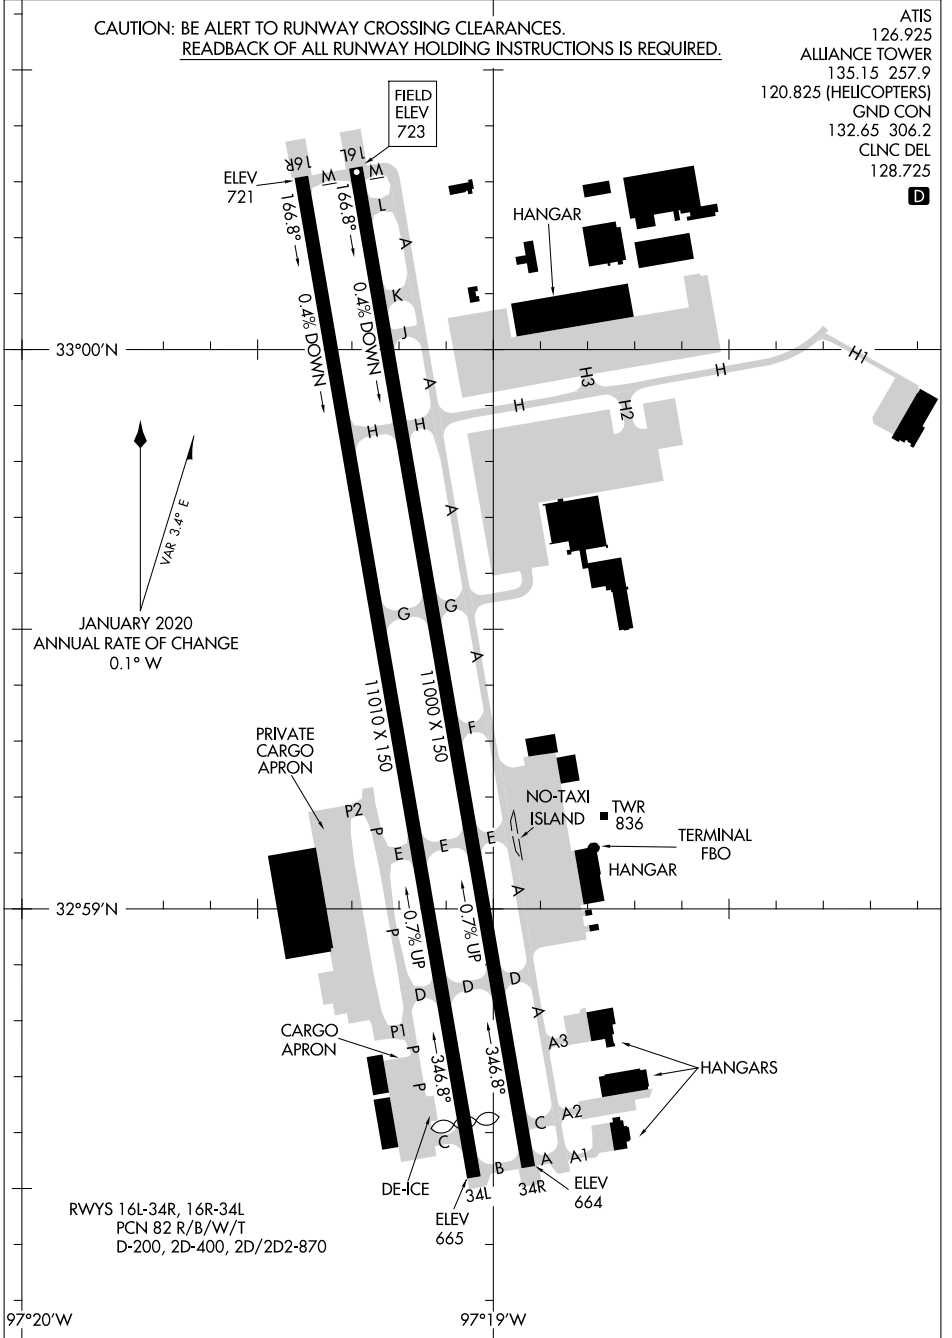 CAUTION: BE ALERT TO RUNWAY CROSSING CLEARANCES.
READBACK OF ALL RUNWAY HOLDING INSTRUCTIONS IS REQUIRED.
ATIS
126.925
ALLIANCE TOWER
135.15 257.9
120.825 (HELICOPTERS)
GND CON
132.65 306.2
CLNC DEL
128.725
D
FIELD
ELEV
723
16R
16L
ELEV
721
M
M
166.8°
166.8°
L
A
HANGAR
K
J
0.4% DOWN
0.4% DOWN
33°00'N
A
H
H
H
H3
H2
H
H1
VAR 3.4° E
JANUARY 2020
ANNUAL RATE OF CHANGE
0.1° W
A
G
G
A
11010 X 150
11000 X 150
F
PRIVATE
CARGO
APRON
P2
P
E
E
E
NO-TAXI
ISLAND
TWR
836
TERMINAL
FBO
HANGAR
A
32°59'N
0.7% UP
0.7% UP
P
D
D
D
A
CARGO
APRON
P1
P
P
346.8°
346.8°
A3
HANGARS
A2
C
C
A1
A
B
DE-ICE
34L
34R
ELEV
665
ELEV
664
RWYS 16L-34R, 16R-34L
PCN 82 R/B/W/T
D-200, 2D-400, 2D/2D2-870
97°20'W
97°19'W